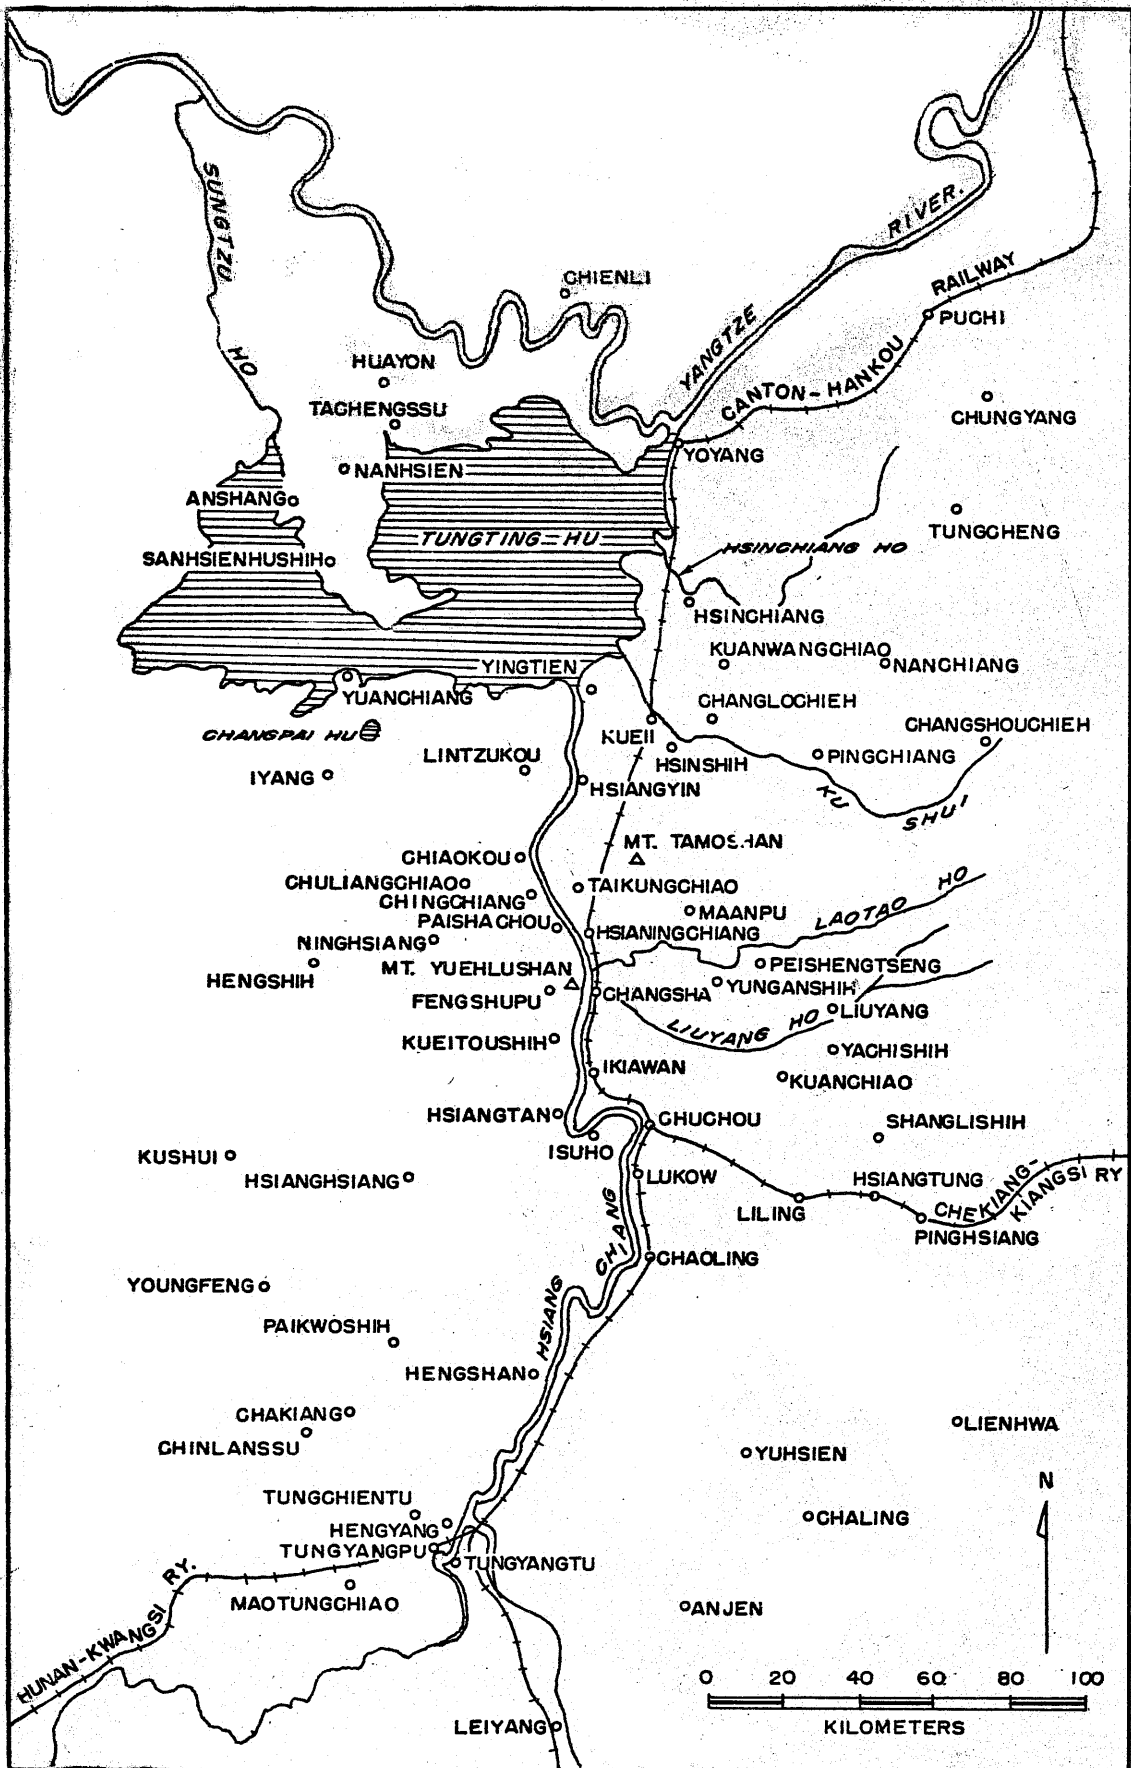 SUNGTZU HO
CHIENLI
YANGTZE RIVER.
CANTON-HANKOU RAILWAY
PUCHI
HUAYON
TACHENGSSU
CHUNGYANG
YOYANG
NANHSIEN
ANSHANG
TUNGCHENG
TUNGTING=HU
HSINCHIANG HO
SANHSIENHUSHIH
HSINCHIANG
KUANWANGCHIAO
NANCHIANG
YINGTIEN
YUANCHIANG
CHANGLOCHIEH
CHANGSHOUCHIEH
CHANGPAI HU
KUEII
HSINSHIH
PINGCHIANG
LINTZUKOU
IYANG
HSIANGYIN
KU SHUI
MT. TAMOSHAN
CHIAOKOU
CHULIANGCHIAO
TAIKUNGCHIAO
CHINGCHIANG
MAANPU
LAOTAO HO
PAISHACHOU
HSIANINGCHIANG
NINGHSIANG
HENGSHIH
MT. YUEHLUSHAN
PEISHENGTSENG
YUNGANSHIH
FENGSHUPU
CHANGSHA
LIUYANG
LIUYANG HO
KUEITOUSHIH
YACHISHIH
IKIAWAN
KUANCHIAO
HSIANGTAN
CHUCHOU
SHANGLISHIH
ISUHO
KUSHUI
HSIANGHSIANG
LUKOW
HSIANGTUNG
LILING
CHEKIANG-
KIANGSI RY
PINGHSIANG
HSIANG CHIANG
CHAOLING
YOUNGFENG
PAIKWOSHIH
HENGSHAN
CHAKIANG
CHINLANSSU
LIENHWA
YUHSIEN
N
TUNGCHIENTU
CHALING
HENGYANG
TUNGYANGPU
TUNGYANGTU
HUNAN-KWANGSI RY.
MAOTUNGCHIAO
ANJEN
LEIYANG
0 20 40 60 80 100
KILOMETERS